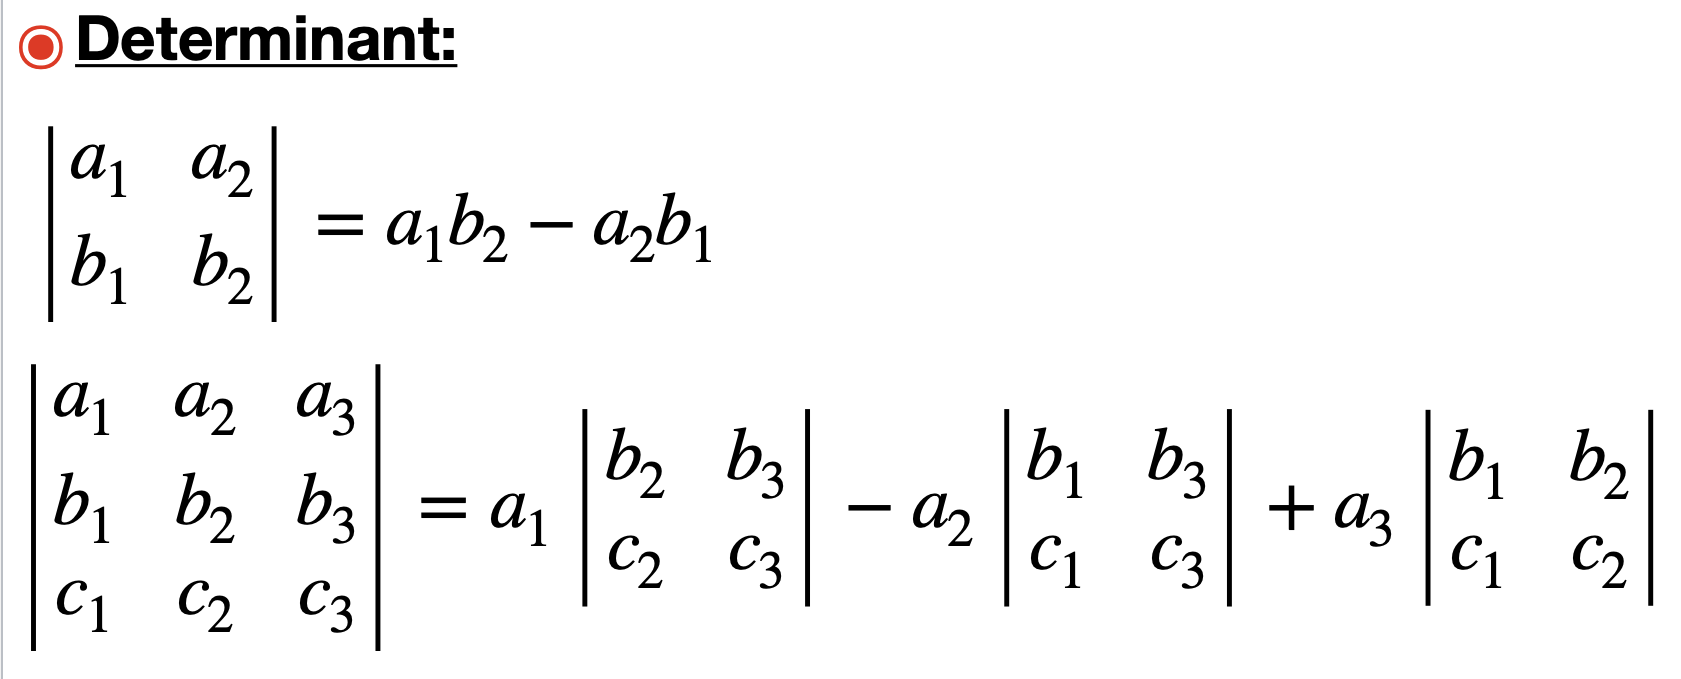 Determinant:
|a₁ a₂|
|b₁ b₂| = a₁b₂ − a₂b₁
|a₁ a₂ a₃|
|b₁ b₂ b₃| = a₁ |b₂ b₃| − a₂ |b₁ b₃| + a₃ |b₁ b₂|
|c₁ c₂ c₃| |c₂ c₃| |c₁ c₃| |c₁ c₂|